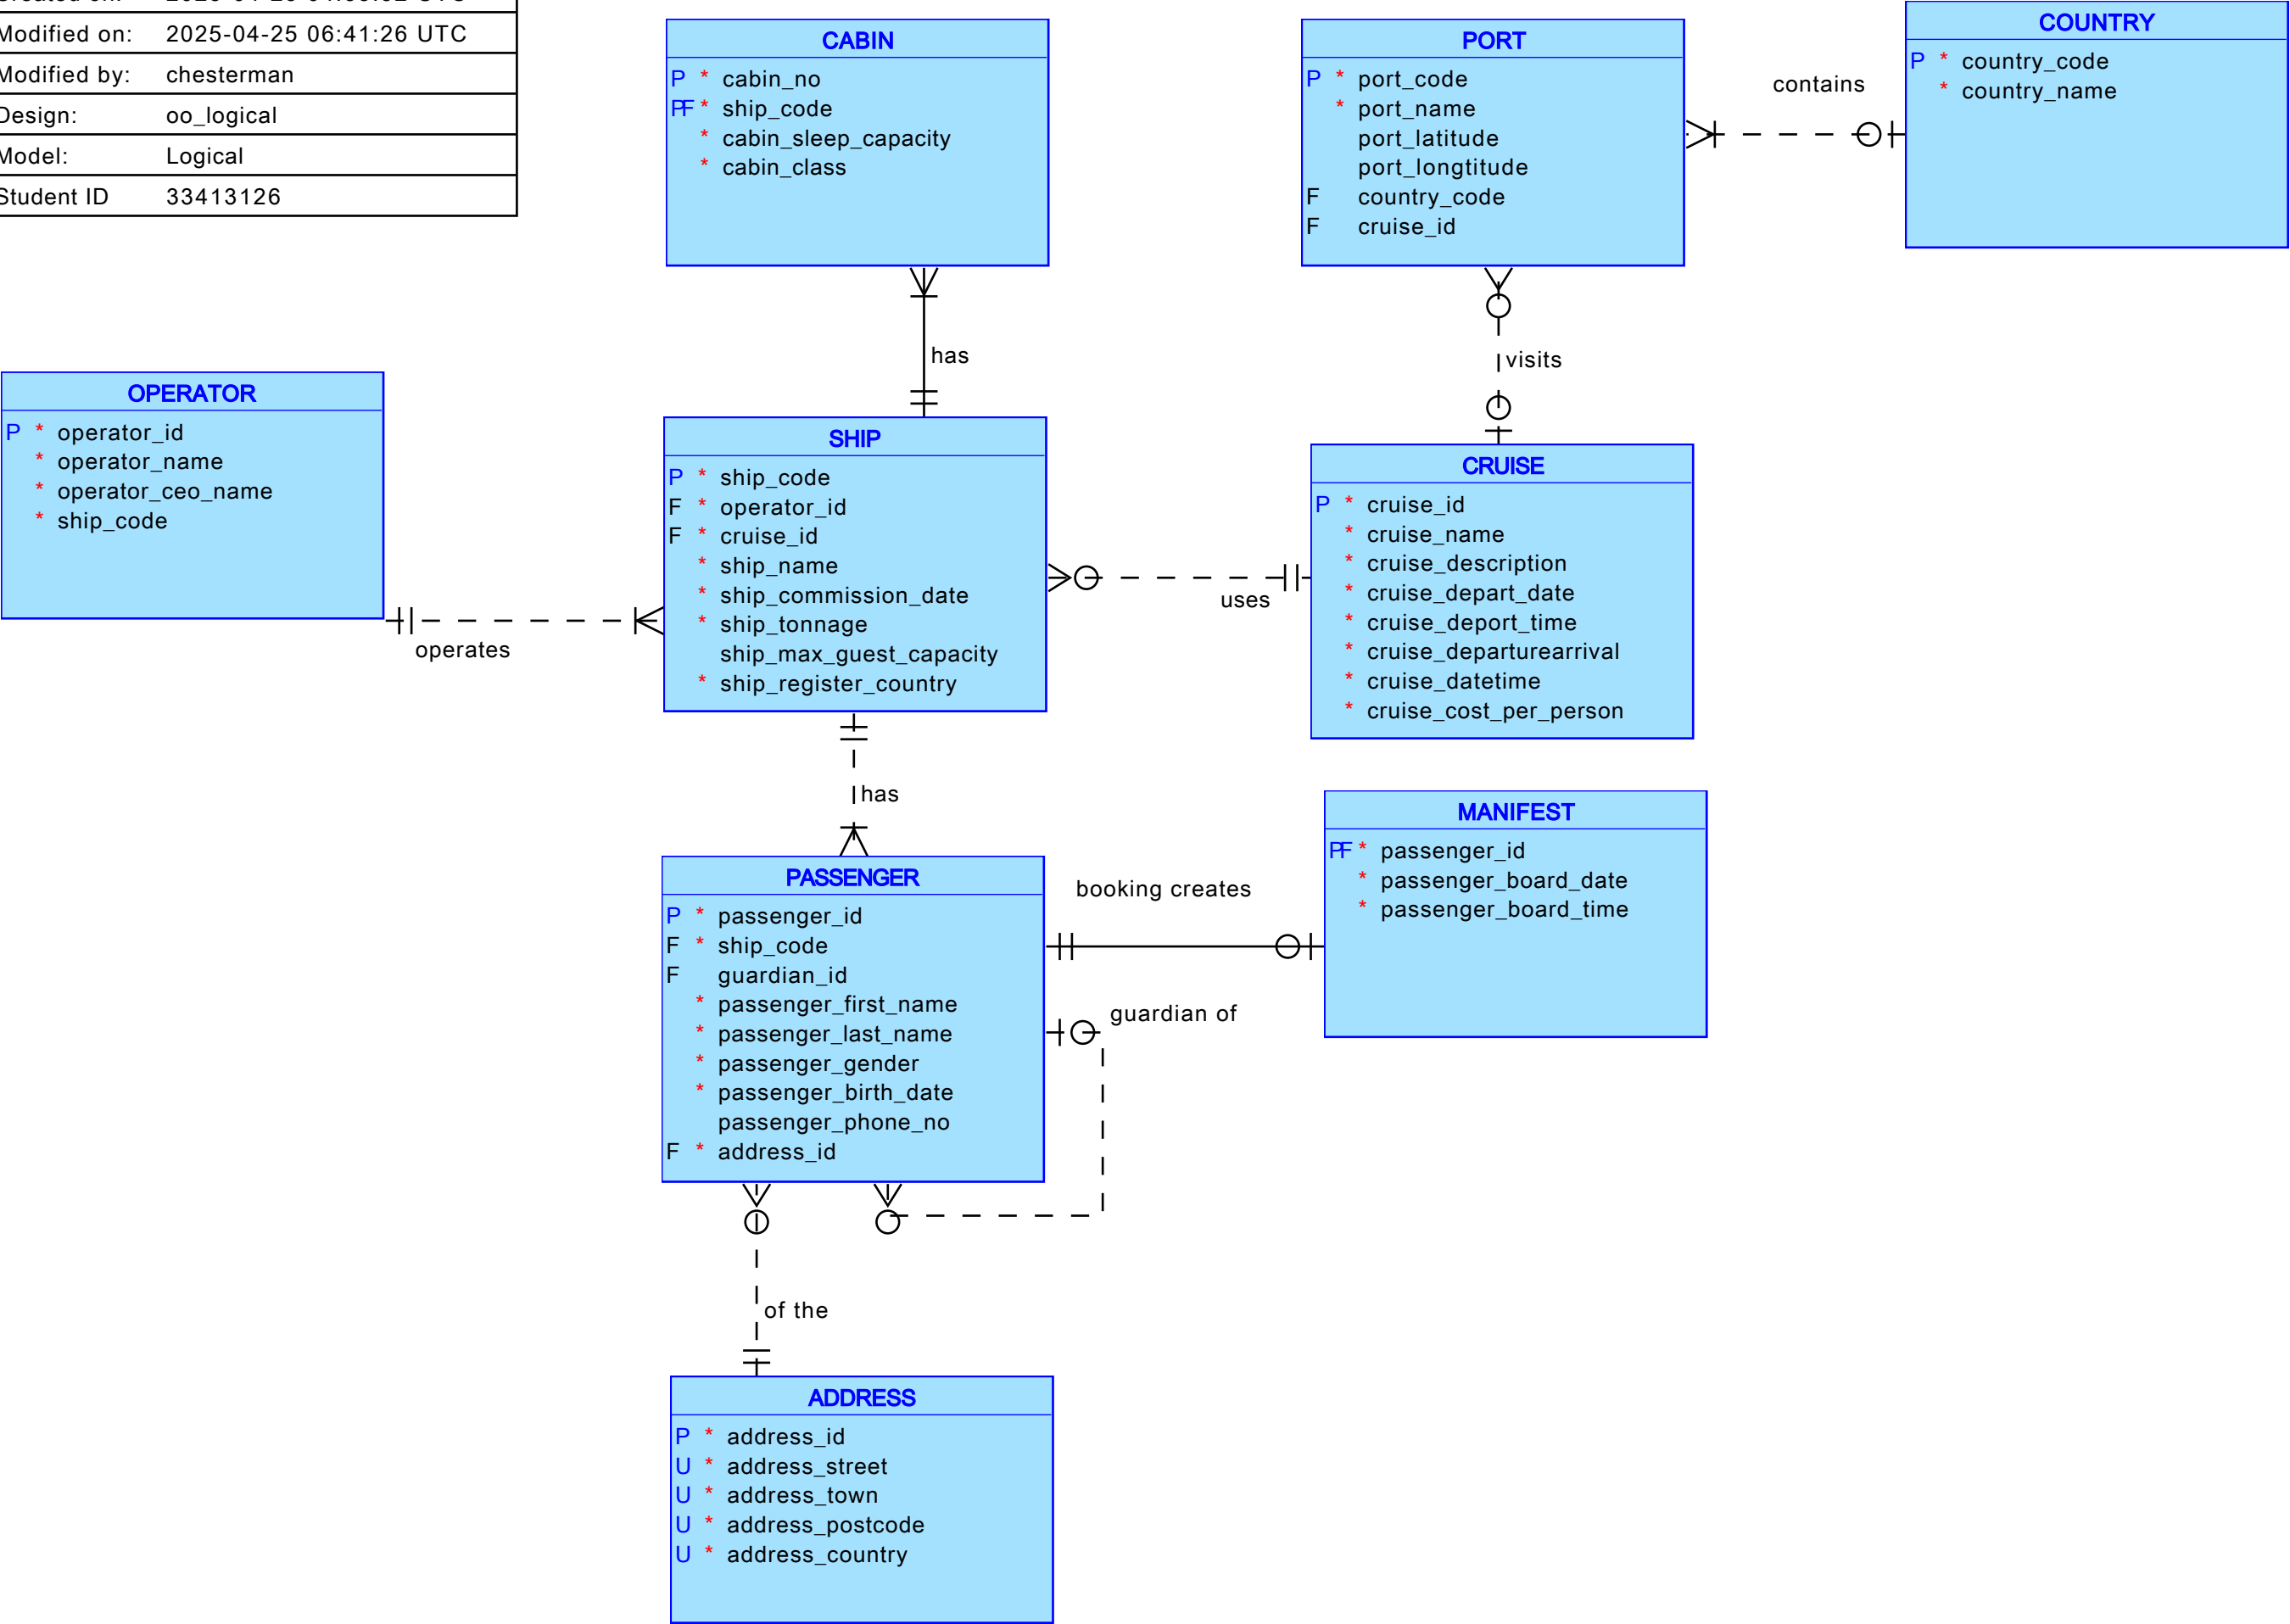 Modified on: 2025-04-25 06:41:26 UTC
Modified by: chesterman
Design: oo_logical
Model: Logical
Student ID 33413126
CABIN
P * cabin_no
PF * ship_code
* cabin_sleep_capacity
* cabin_class
PORT
P * port_code
* port_name
port_latitude
port_longtitude
F country_code
F cruise_id
contains
COUNTRY
P * country_code
* country_name
has
visits
OPERATOR
P * operator_id
* operator_name
* operator_ceo_name
* ship_code
operates
SHIP
P * ship_code
F * operator_id
F * cruise_id
* ship_name
* ship_commission_date
* ship_tonnage
ship_max_guest_capacity
* ship_register_country
uses
CRUISE
P * cruise_id
* cruise_name
* cruise_description
* cruise_depart_date
* cruise_deport_time
* cruise_departurearrival
* cruise_datetime
* cruise_cost_per_person
has
PASSENGER
P * passenger_id
F * ship_code
F guardian_id
* passenger_first_name
* passenger_last_name
* passenger_gender
* passenger_birth_date
passenger_phone_no
F * address_id
booking creates
guardian of
MANIFEST
PF * passenger_id
* passenger_board_date
* passenger_board_time
of the
ADDRESS
P * address_id
U * address_street
U * address_town
U * address_postcode
U * address_country